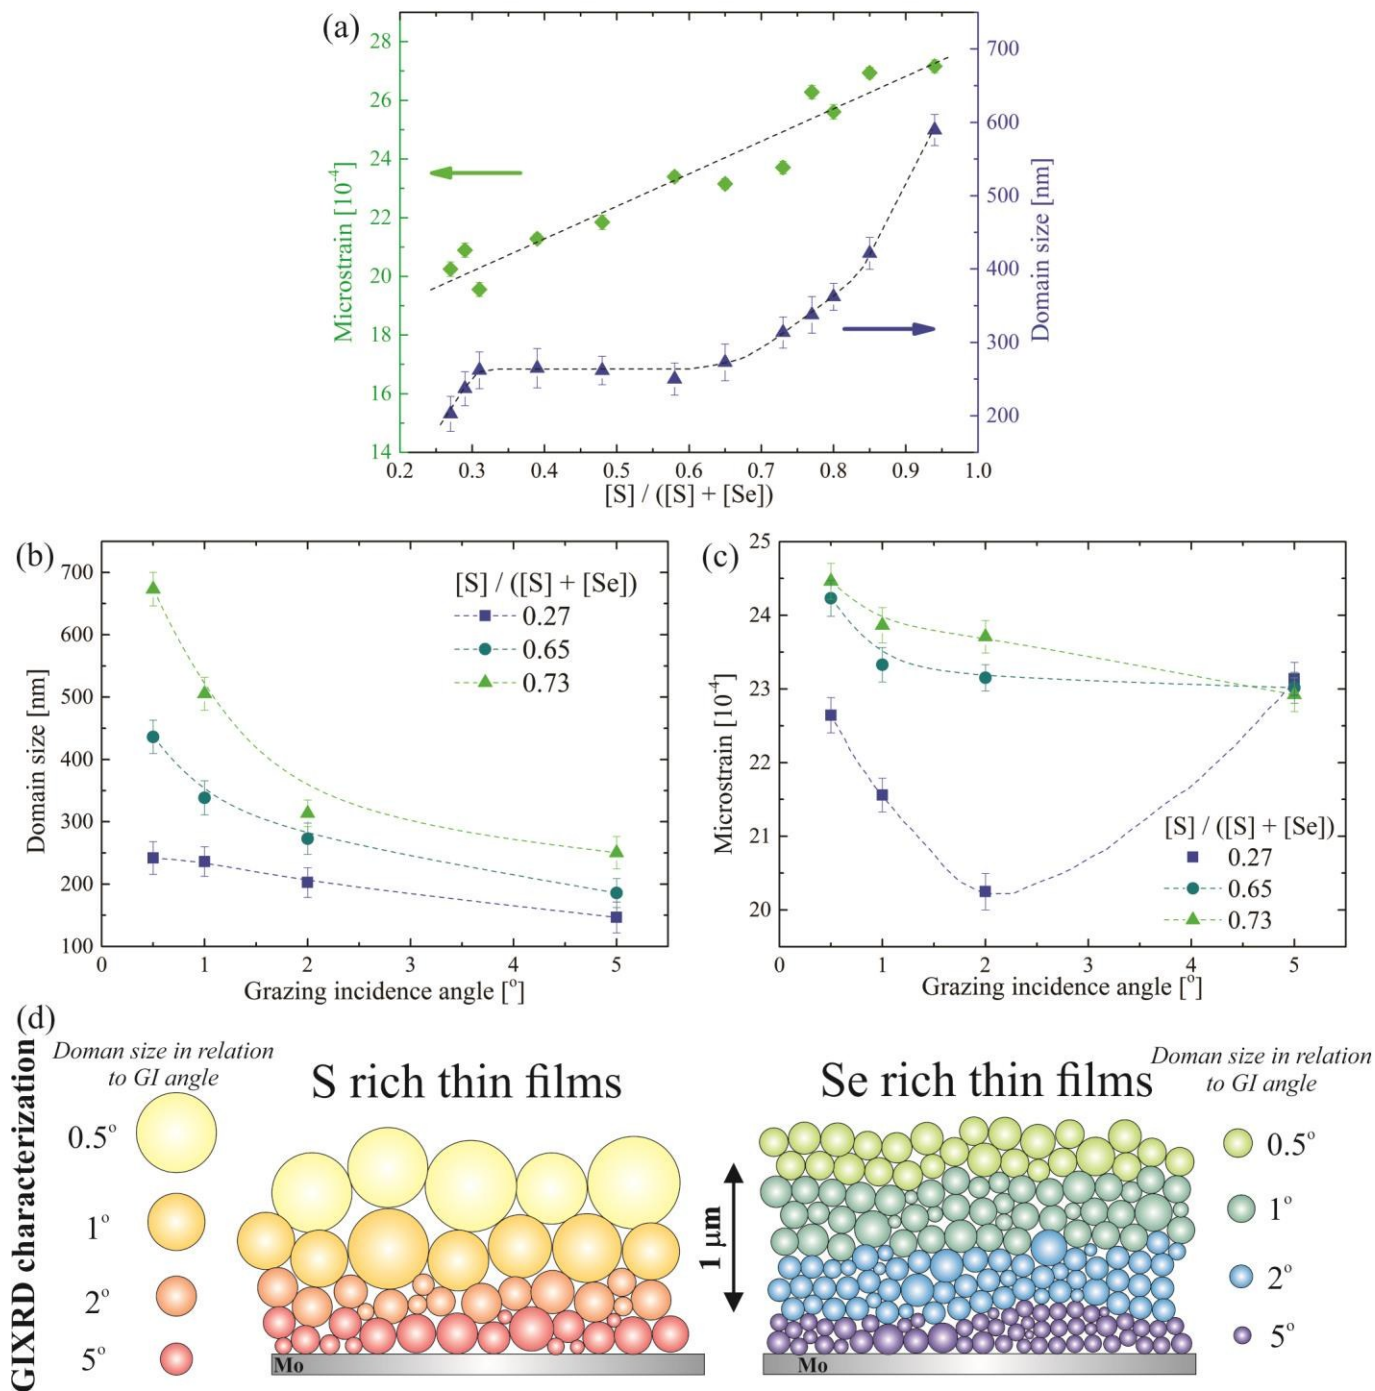 (a)
28
26
24
22
20
18
16
14
Microstrain [10⁻⁴]
700
600
500
400
300
200
Domain size [nm]
0.2 0.3 0.4 0.5 0.6 0.7 0.8 0.9 1.0
[S] / ([S] + [Se])
(b)
700
600
500
400
300
200
100
Domain size [nm]
[S] / ([S] + [Se])
0.27
0.65
0.73
0 1 2 3 4 5
Grazing incidence angle [°]
(c)
25
24
23
22
21
20
Microstrain [10⁻⁴]
[S] / ([S] + [Se])
0.27
0.65
0.73
0 1 2 3 4 5
Grazing incidence angle [°]
(d)
GIXRD characterization
Doman size in relation
to GI angle
0.5°
1°
2°
5°
S rich thin films
Mo
1 μm
Se rich thin films
Mo
Doman size in relation
to GI angle
0.5°
1°
2°
5°